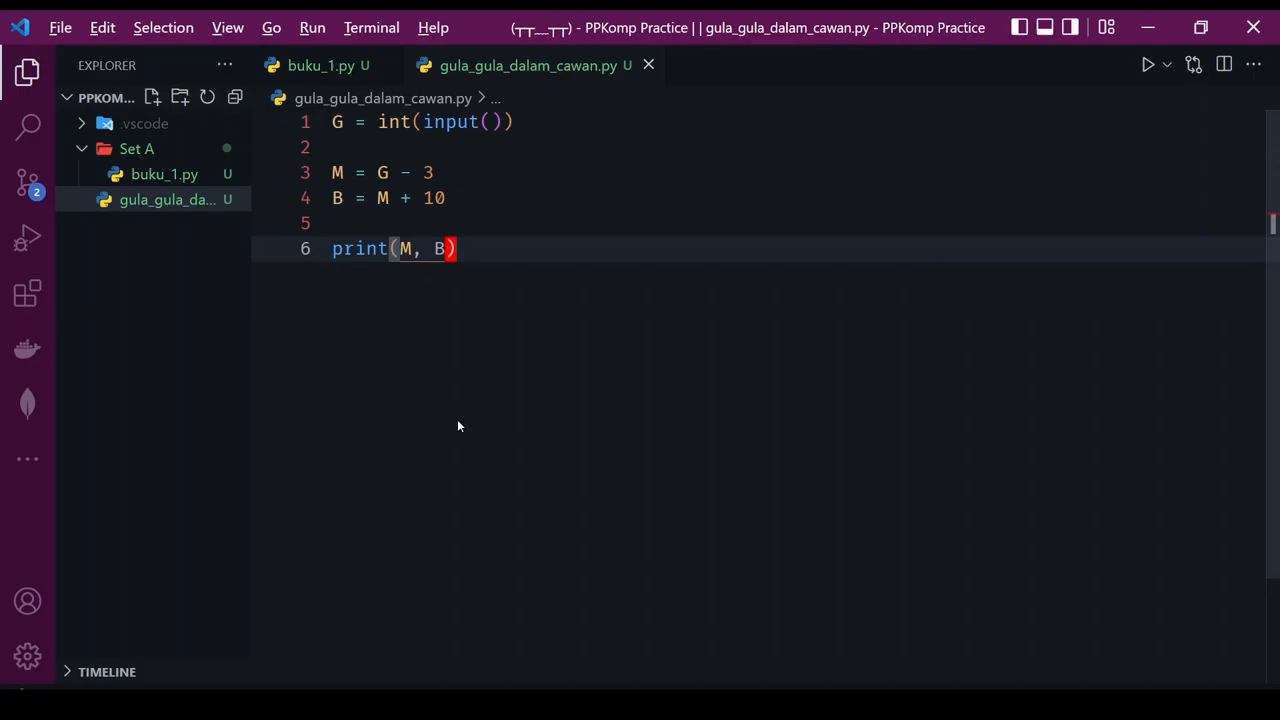 File Edit Selection View Go Run Terminal Help (┬┬﹏┬┬) - PPKomp Practice | | gula_gula_dalam_cawan.py - PPKomp Practice
EXPLORER ...
buku_1.py U
gula_gula_dalam_cawan.py U
PPKOM...
gula_gula_dalam_cawan.py > ...
.vscode
Set A
buku_1.py U
gula_gula_da... U
2
1 G = int(input())
2
3 M = G - 3
4 B = M + 10
5
6 print(M, B)
TIMELINE